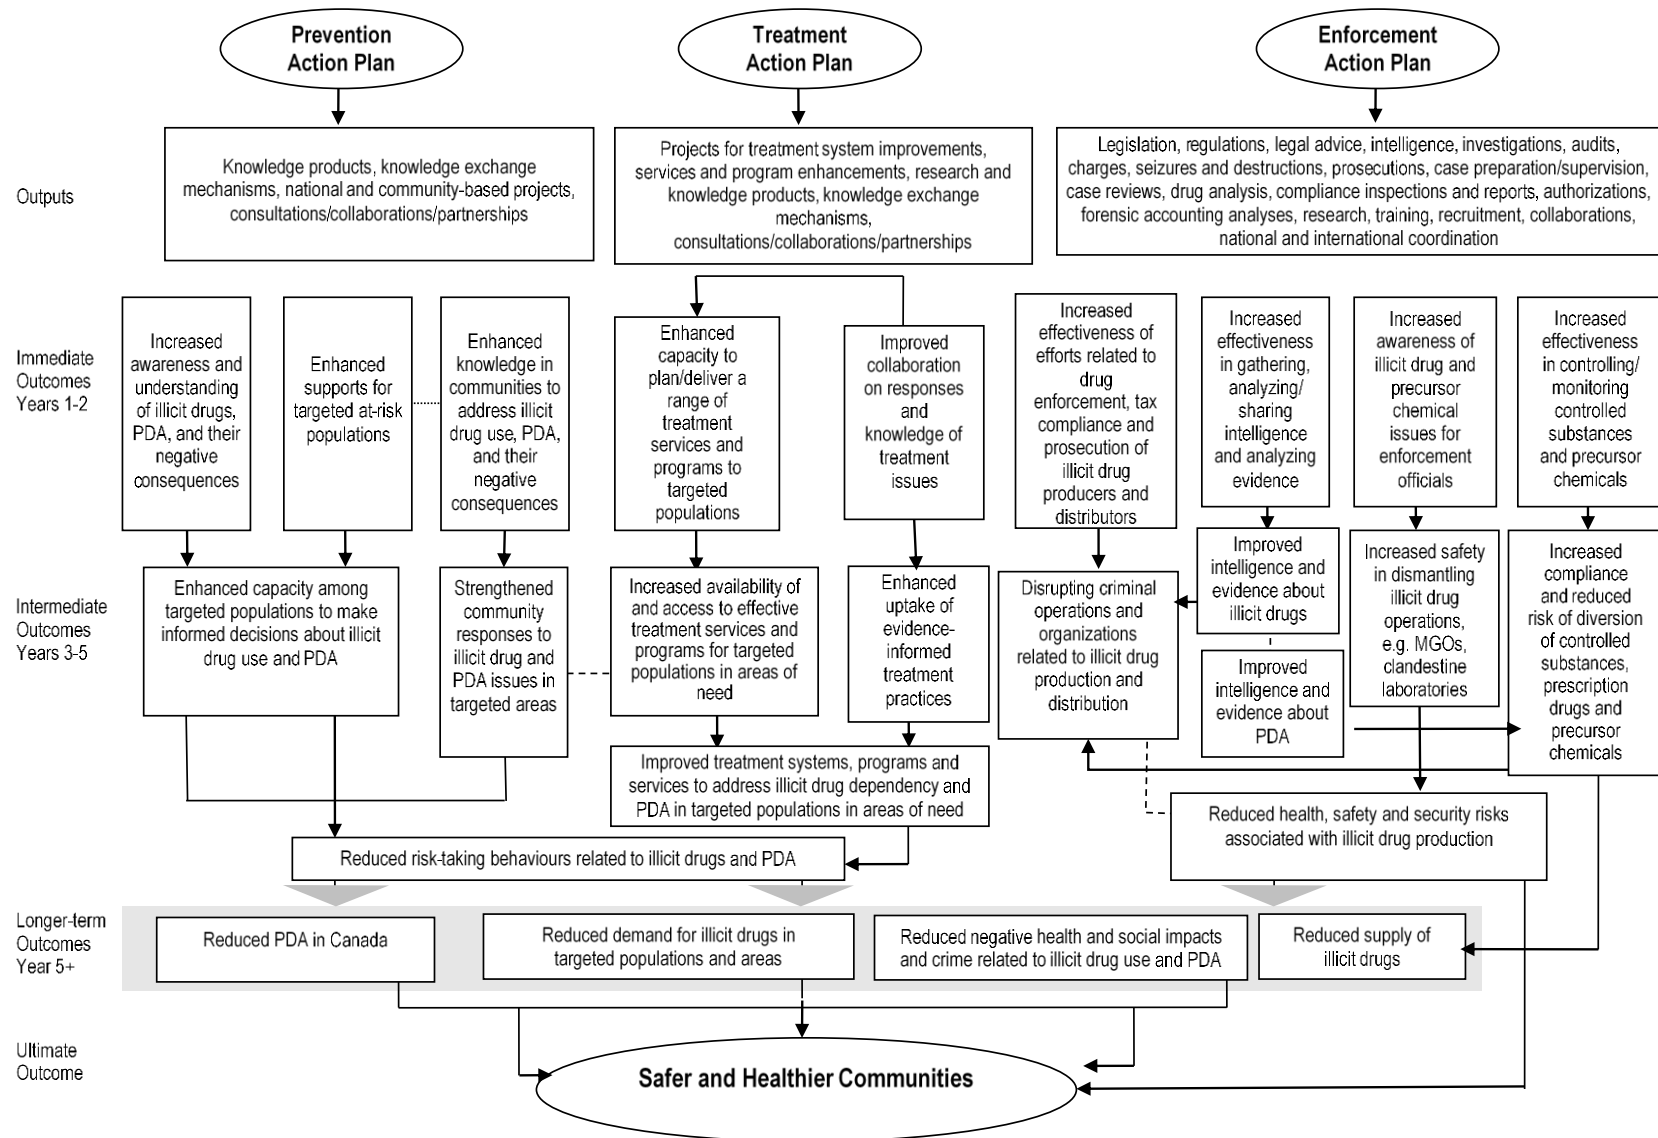 Prevention
Action Plan
Treatment
Action Plan
Enforcement
Action Plan
Outputs
Knowledge products, knowledge exchange
mechanisms, national and community-based projects,
consultations/collaborations/partnerships
Projects for treatment system improvements,
services and program enhancements, research and
knowledge products, knowledge exchange
mechanisms,
consultations/collaborations/partnerships
Legislation, regulations, legal advice, intelligence, investigations, audits,
charges, seizures and destructions, prosecutions, case preparation/supervision,
case reviews, drug analysis, compliance inspections and reports, authorizations,
forensic accounting analyses, research, training, recruitment, collaborations,
national and international coordination
Immediate
Outcomes
Years 1-2
Increased
awareness and
understanding
of illicit drugs,
PDA, and their
negative
consequences
Enhanced
supports for
targeted at-risk
populations
Enhanced
knowledge in
communities to
address illicit
drug use, PDA,
and their
negative
consequences
Enhanced
capacity to
plan/deliver a
range of
treatment
services and
programs to
targeted
populations
Improved
collaboration
on responses
and
knowledge of
treatment
issues
Increased
effectiveness of
efforts related to
drug
enforcement, tax
compliance and
prosecution of
illicit drug
producers and
distributors
Increased
effectiveness
in gathering,
analyzing/
sharing
intelligence
and analyzing
evidence
Increased
awareness of
illicit drug and
precursor
chemical
issues for
enforcement
officials
Increased
effectiveness
in controlling/
monitoring
controlled
substances
and precursor
chemicals
Intermediate
Outcomes
Years 3-5
Enhanced capacity among
targeted populations to make
informed decisions about illicit
drug use and PDA
Strengthened
community
responses to
illicit drug and
PDA issues in
targeted areas
Increased availability of
and access to effective
treatment services and
programs for targeted
populations in areas of
need
Enhanced
uptake of
evidence-
informed
treatment
practices
Disrupting criminal
operations and
organizations
related to illicit drug
production and
distribution
Improved
intelligence and
evidence about
illicit drugs
Improved
intelligence and
evidence about
PDA
Increased safety
in dismantling
illicit drug
operations,
e.g. MGOs,
clandestine
laboratories
Increased
compliance
and reduced
risk of diversion
of controlled
substances,
prescription
drugs and
precursor
chemicals
Improved treatment systems, programs and
services to address illicit drug dependency and
PDA in targeted populations in areas of need
Reduced health, safety and security risks
associated with illicit drug production
Reduced risk-taking behaviours related to illicit drugs and PDA
Longer-term
Outcomes
Year 5+
Reduced PDA in Canada
Reduced demand for illicit drugs in
targeted populations and areas
Reduced negative health and social impacts
and crime related to illicit drug use and PDA
Reduced supply of
illicit drugs
Ultimate
Outcome
Safer and Healthier Communities